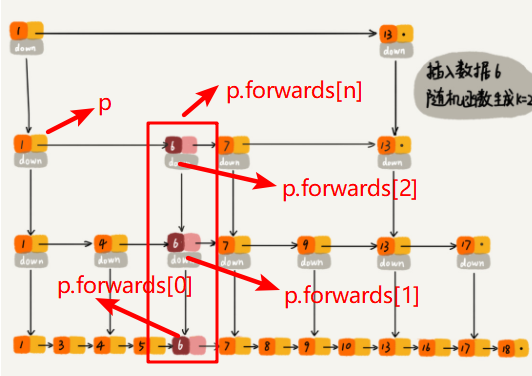 1 13
down down
插入数据6
随机函数生成k=2
p p.forwards[n]
1 6 7 13
down down down down
p.forwards[2]
1 4 6 7 9 13 17
down down down down down down down
p.forwards[0] p.forwards[1]
1 3 4 5 6 7 8 9 10 13 16 17 18